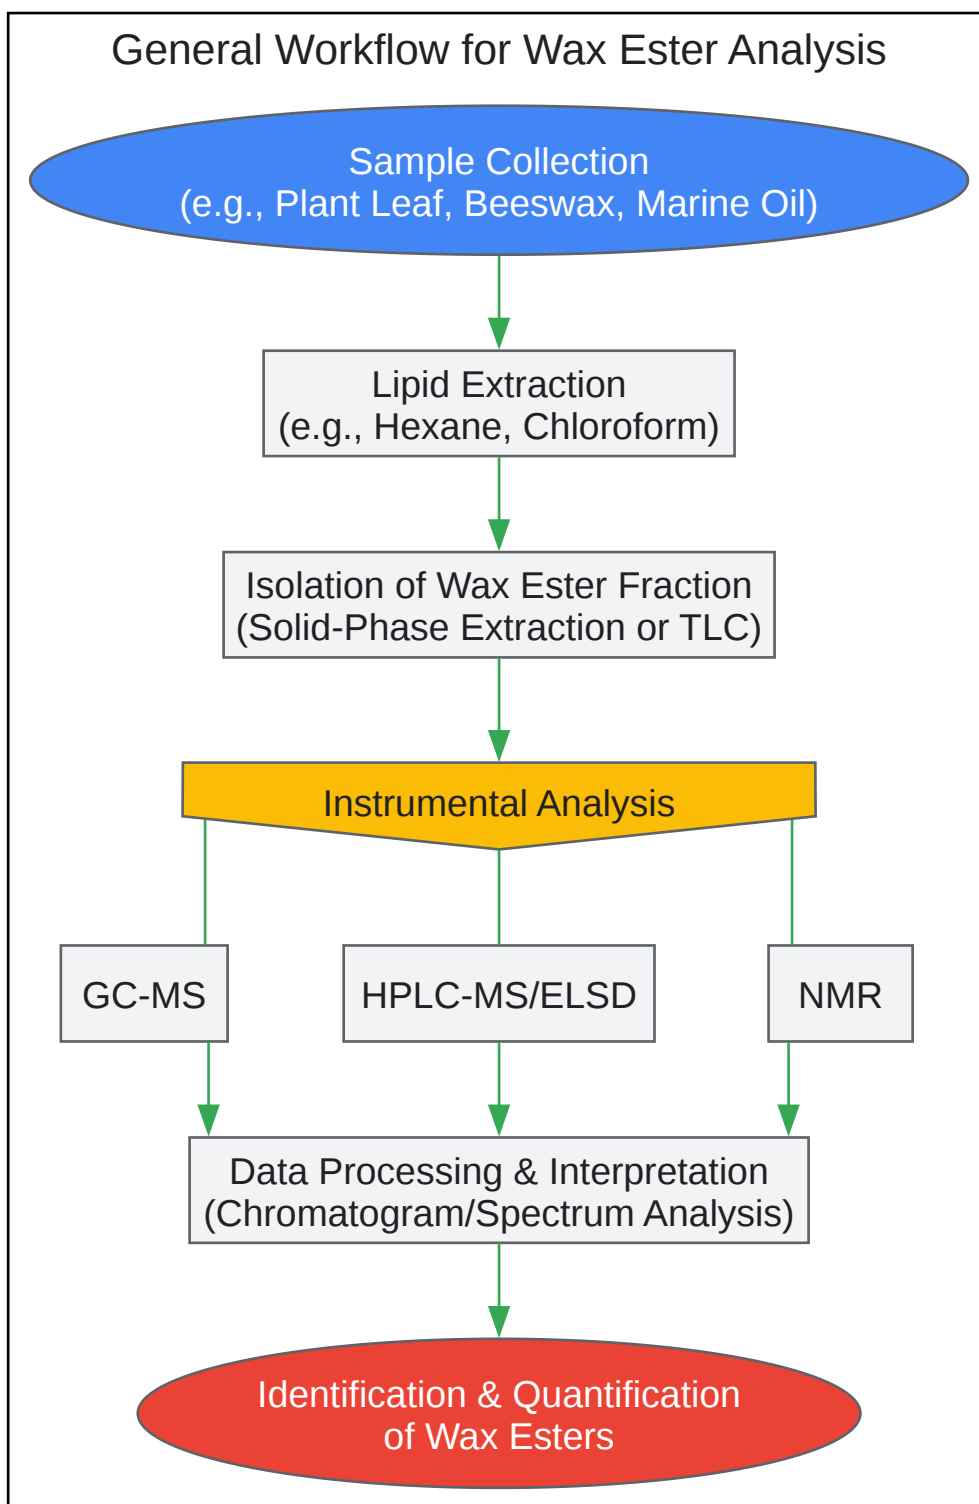 General Workflow for Wax Ester Analysis
Sample Collection
(e.g., Plant Leaf, Beeswax, Marine Oil)
Lipid Extraction
(e.g., Hexane, Chloroform)
Isolation of Wax Ester Fraction
(Solid-Phase Extraction or TLC)
Instrumental Analysis
GC-MS
HPLC-MS/ELSD
NMR
Data Processing & Interpretation
(Chromatogram/Spectrum Analysis)
Identification & Quantification
of Wax Esters